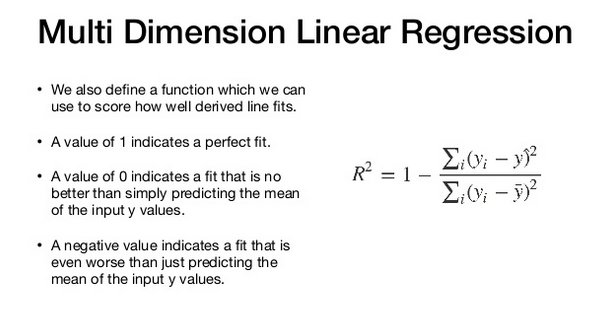 Multi Dimension Linear Regression
• We also define a function which we can
use to score how well derived line fits.
• A value of 1 indicates a perfect fit.
• A value of 0 indicates a fit that is no
better than simply predicting the mean
of the input y values.
• A negative value indicates a fit that is
even worse than just predicting the
mean of the input y values.
R² = 1 − ∑ᵢ(yᵢ − ŷ)² / ∑ᵢ(yᵢ − ȳ)²